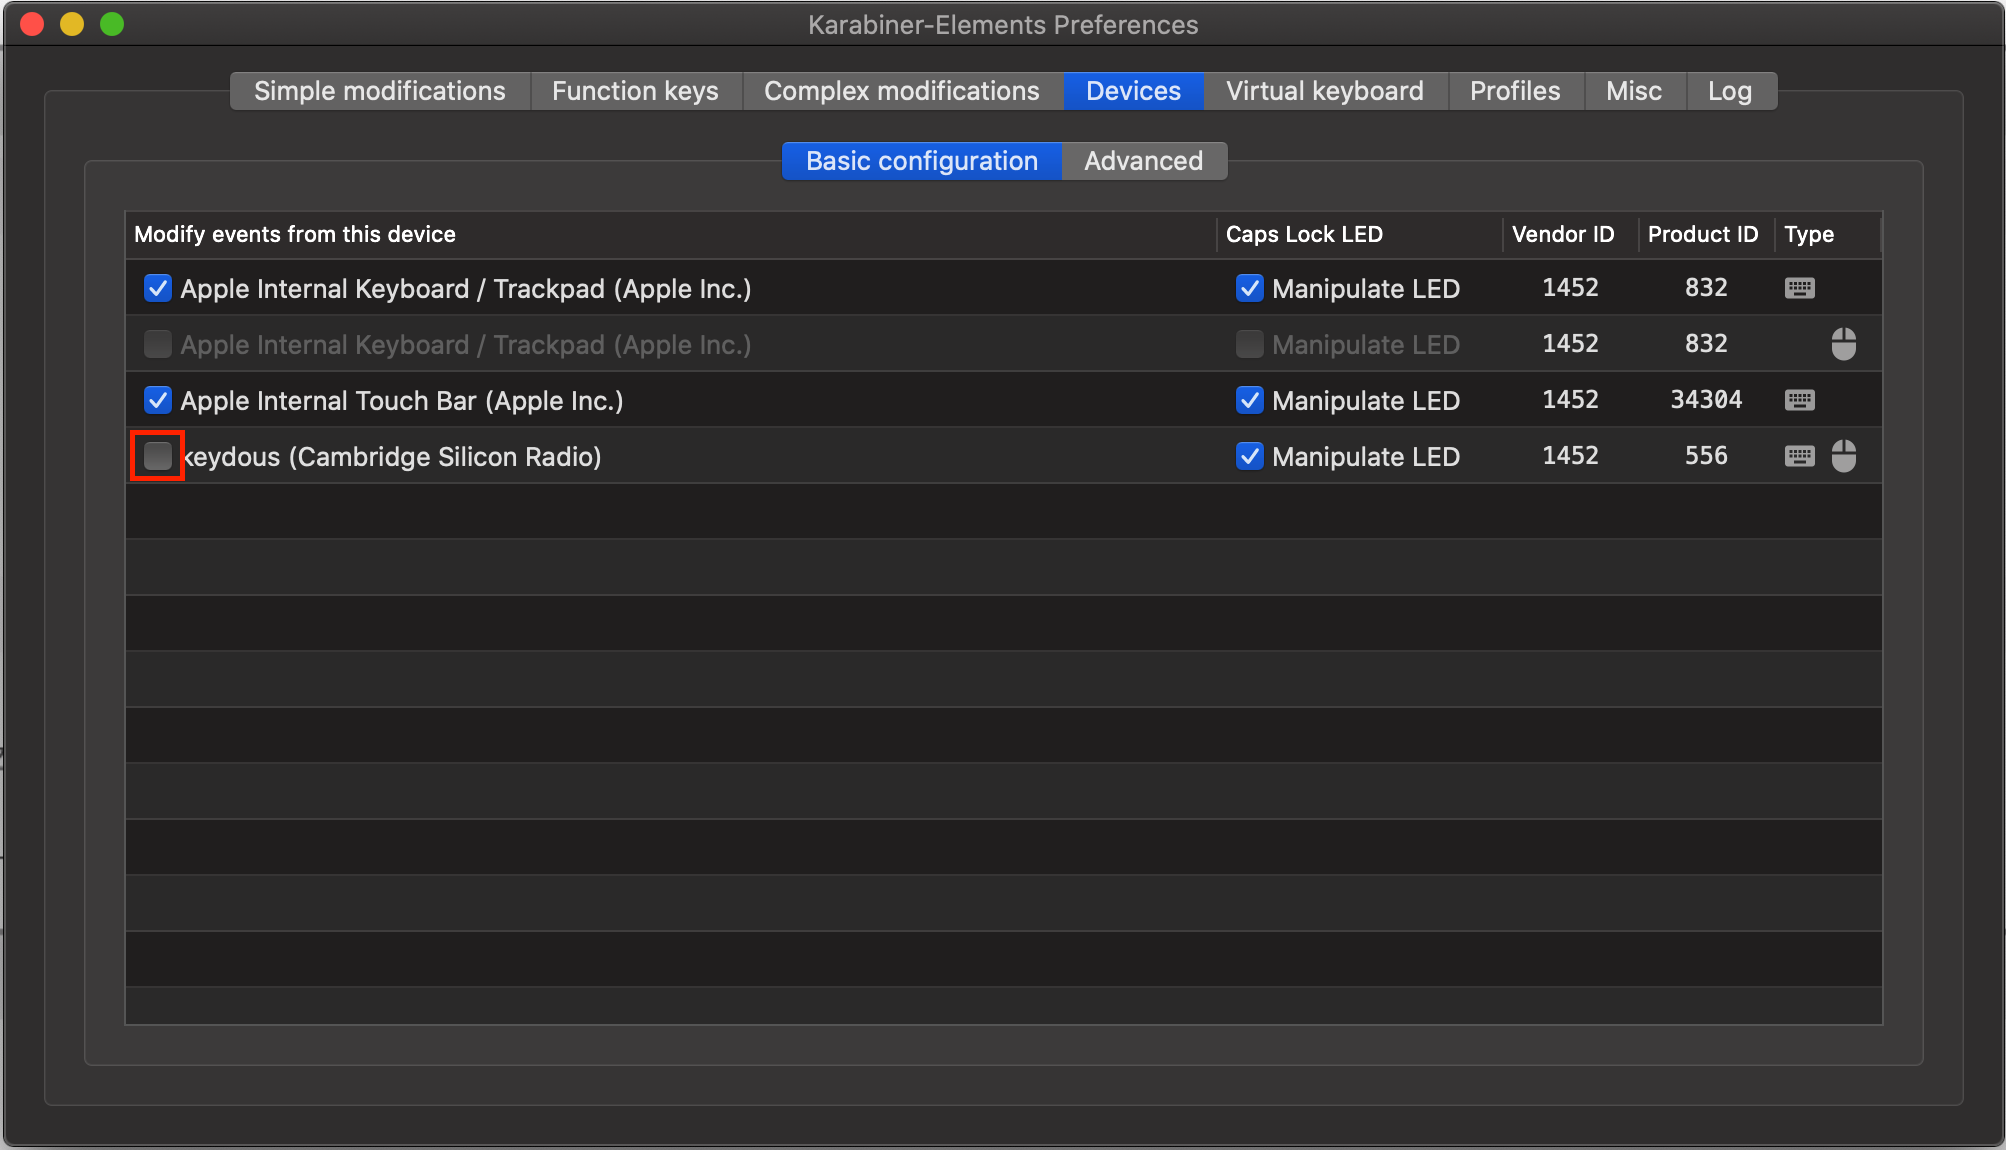 Karabiner-Elements Preferences
Simple modifications Function keys Complex modifications Devices Virtual keyboard Profiles Misc Log
Basic configuration Advanced
Modify events from this device Caps Lock LED Vendor ID Product ID Type
Apple Internal Keyboard / Trackpad (Apple Inc.) Manipulate LED 1452 832
Apple Internal Keyboard / Trackpad (Apple Inc.) Manipulate LED 1452 832
Apple Internal Touch Bar (Apple Inc.) Manipulate LED 1452 34304
keydous (Cambridge Silicon Radio) Manipulate LED 1452 556